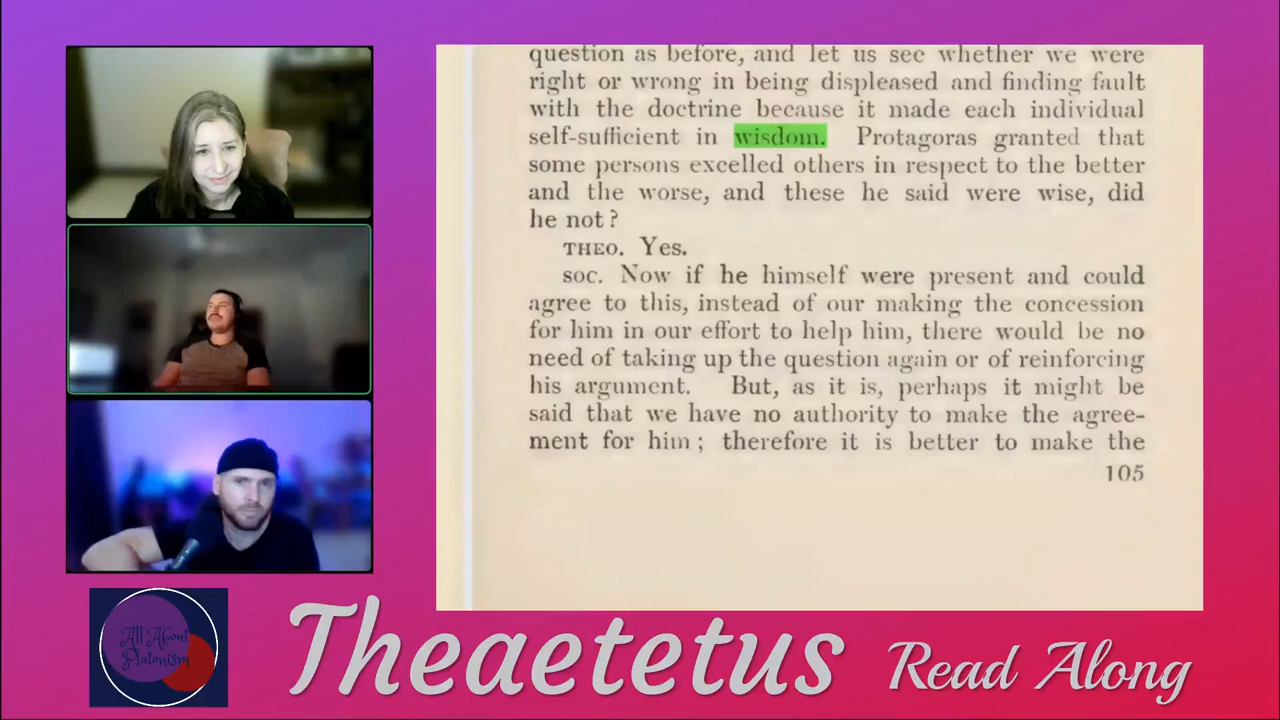 question as before, and let us see whether we were
right or wrong in being displeased and finding fault
with the doctrine because it made each individual
self-sufficient in wisdom. Protagoras granted that
some persons excelled others in respect to the better
and the worse, and these he said were wise, did
he not?
THEO. Yes.
SOC. Now if he himself were present and could
agree to this, instead of our making the concession
for him in our effort to help him, there would be no
need of taking up the question again or of reinforcing
his argument. But, as it is, perhaps it might be
said that we have no authority to make the agree-
ment for him; therefore it is better to make the
105
All About
Platonism
Theaetetus Read Along